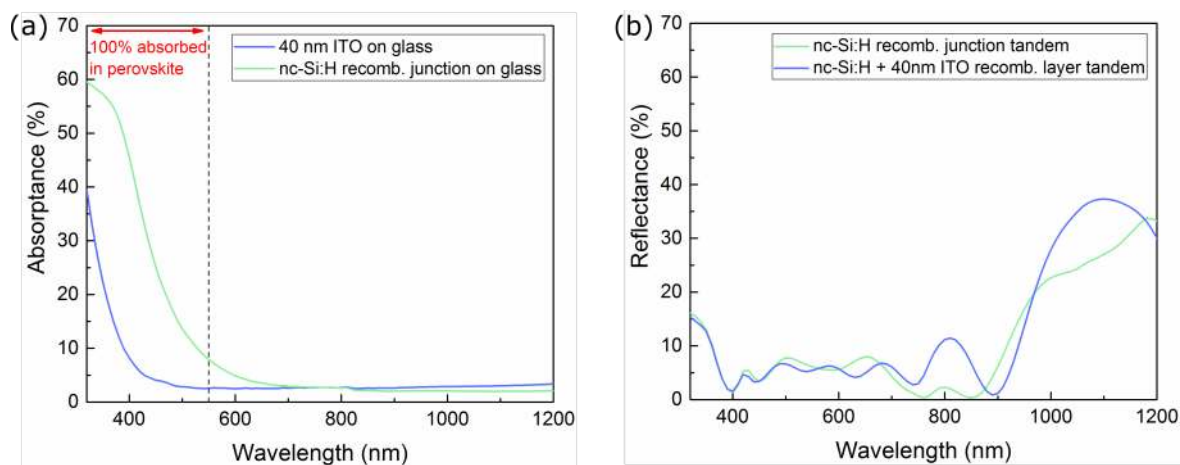 (a)
70
60
50
40
30
20
10
0
Absorptance (%)
100% absorbed
in perovskite
40 nm ITO on glass
nc-Si:H recomb. junction on glass
400
600
800
1000
1200
Wavelength (nm)
(b)
70
60
50
40
30
20
10
0
Reflectance (%)
nc-Si:H recomb. junction tandem
nc-Si:H + 40nm ITO recomb. layer tandem
400
600
800
1000
1200
Wavelength (nm)